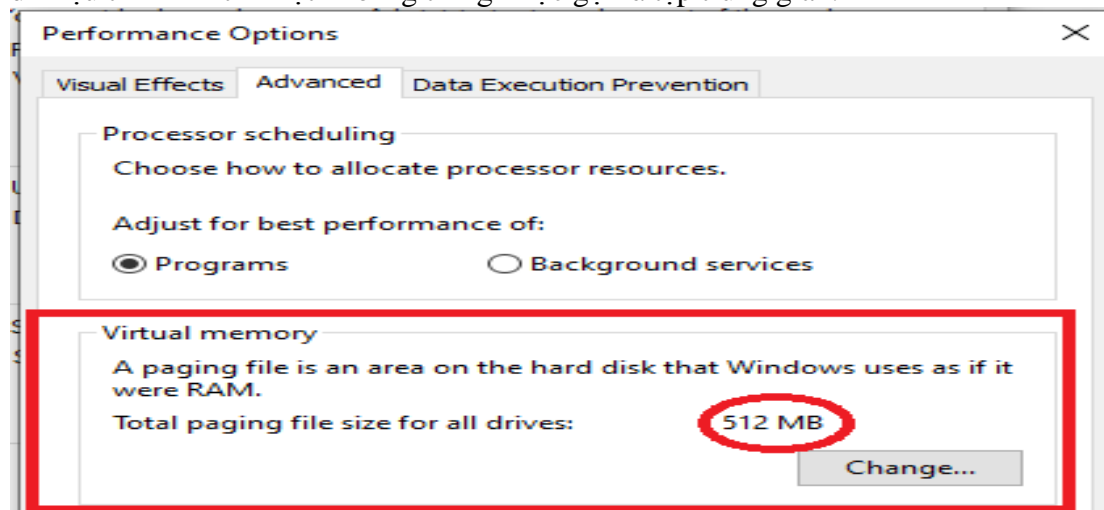 Performance Options
Visual Effects Advanced Data Execution Prevention
Processor scheduling
Choose how to allocate processor resources.
Adjust for best performance of:
Programs Background services
Virtual memory
A paging file is an area on the hard disk that Windows uses as if it
were RAM.
Total paging file size for all drives: 512 MB
Change...